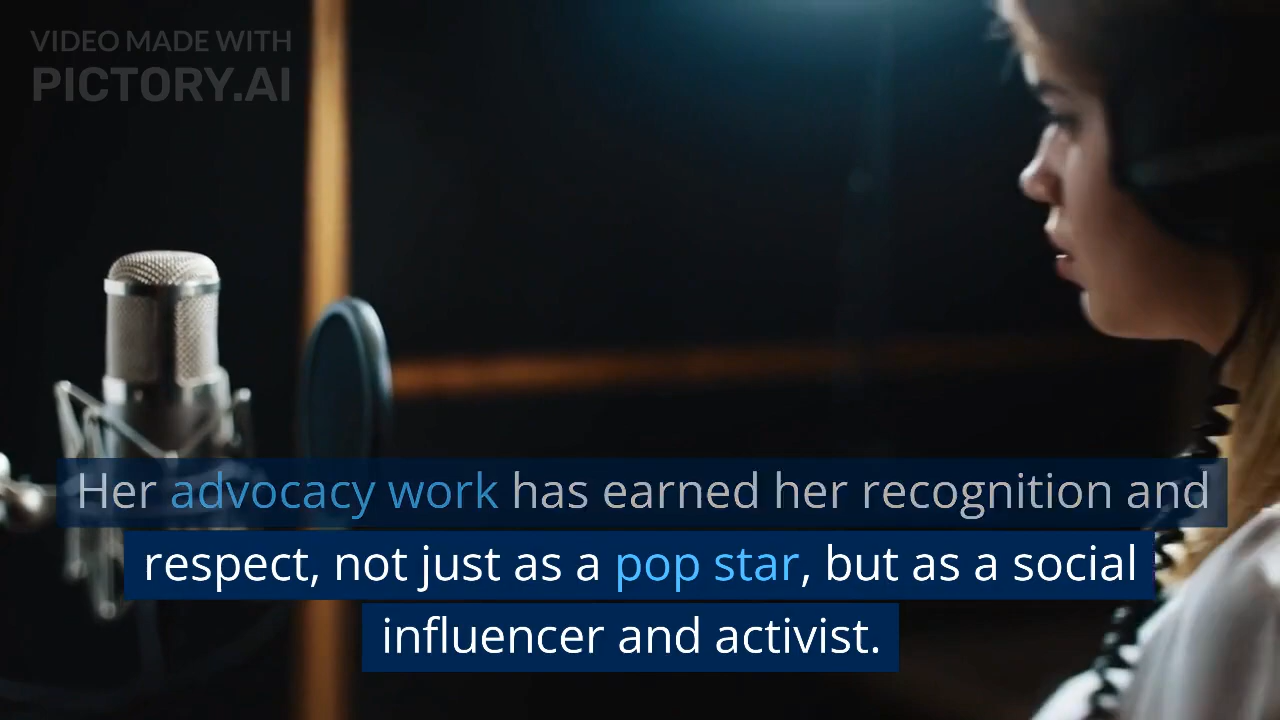 VIDEO MADE WITH
PICTORY.AI
Her advocacy work has earned her recognition and
respect, not just as a pop star, but as a social
influencer and activist.